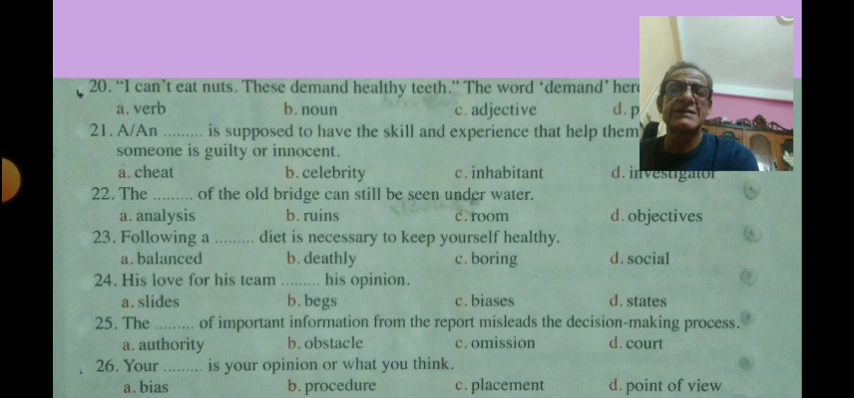 20. “I can’t eat nuts. These demand healthy teeth.” The word ‘demand’
a. verb b. noun c. adjective d.
21. A/An ......... is supposed to have the skill and experience that help them
someone is guilty or innocent.
a. cheat b. celebrity c. inhabitant d. investigator
22. The ......... of the old bridge can still be seen under water.
a. analysis b. ruins c. room d. objectives
23. Following a ......... diet is necessary to keep yourself healthy.
a. balanced b. deathly c. boring d. social
24. His love for his team ......... his opinion.
a. slides b. begs c. biases d. states
25. The ......... of important information from the report misleads the decision-making process.
a. authority b. obstacle c. omission d. court
26. Your ......... is your opinion or what you think.
a. bias b. procedure c. placement d. point of view